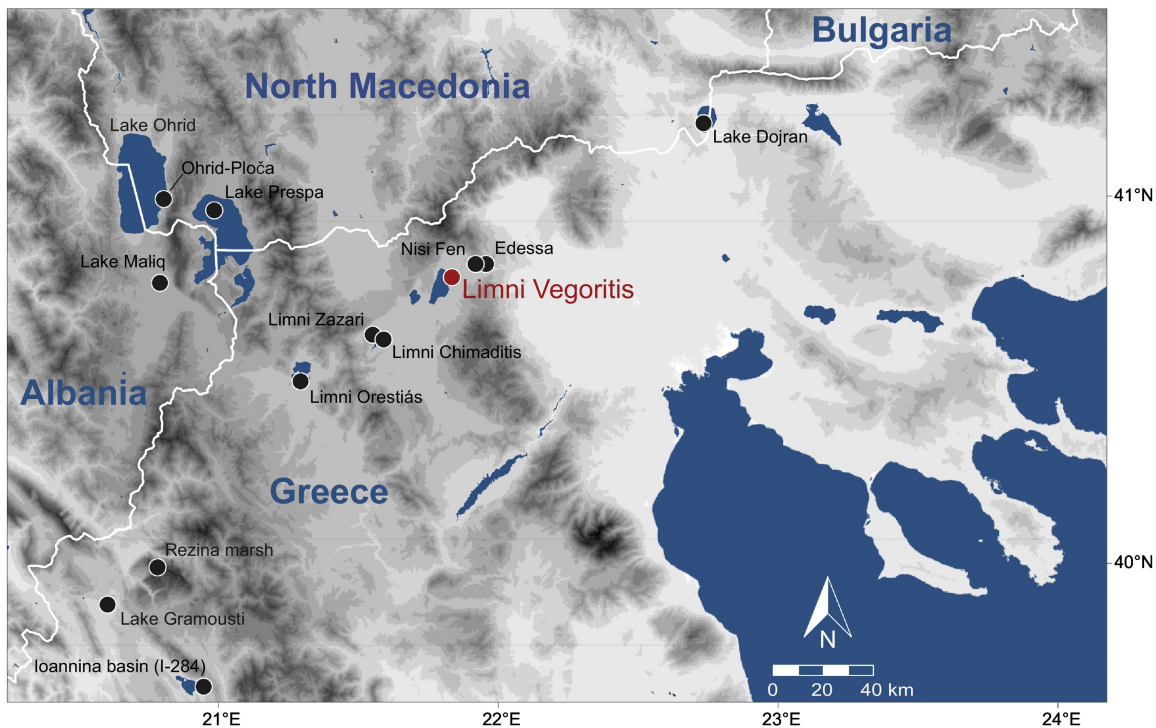 Bulgaria
North Macedonia
Lake Ohrid
Lake Dojran
Ohrid-Ploča
Lake Prespa
41°N
Nisi Fen
Edessa
Lake Maliq
Limni Vegoritis
Limni Zazari
Limni Chimaditis
Albania
Limni Orestiás
Greece
Rezina marsh
40°N
Lake Gramousti
N
Ioannina basin (I-284)
0 20 40 km
21°E 22°E 23°E 24°E